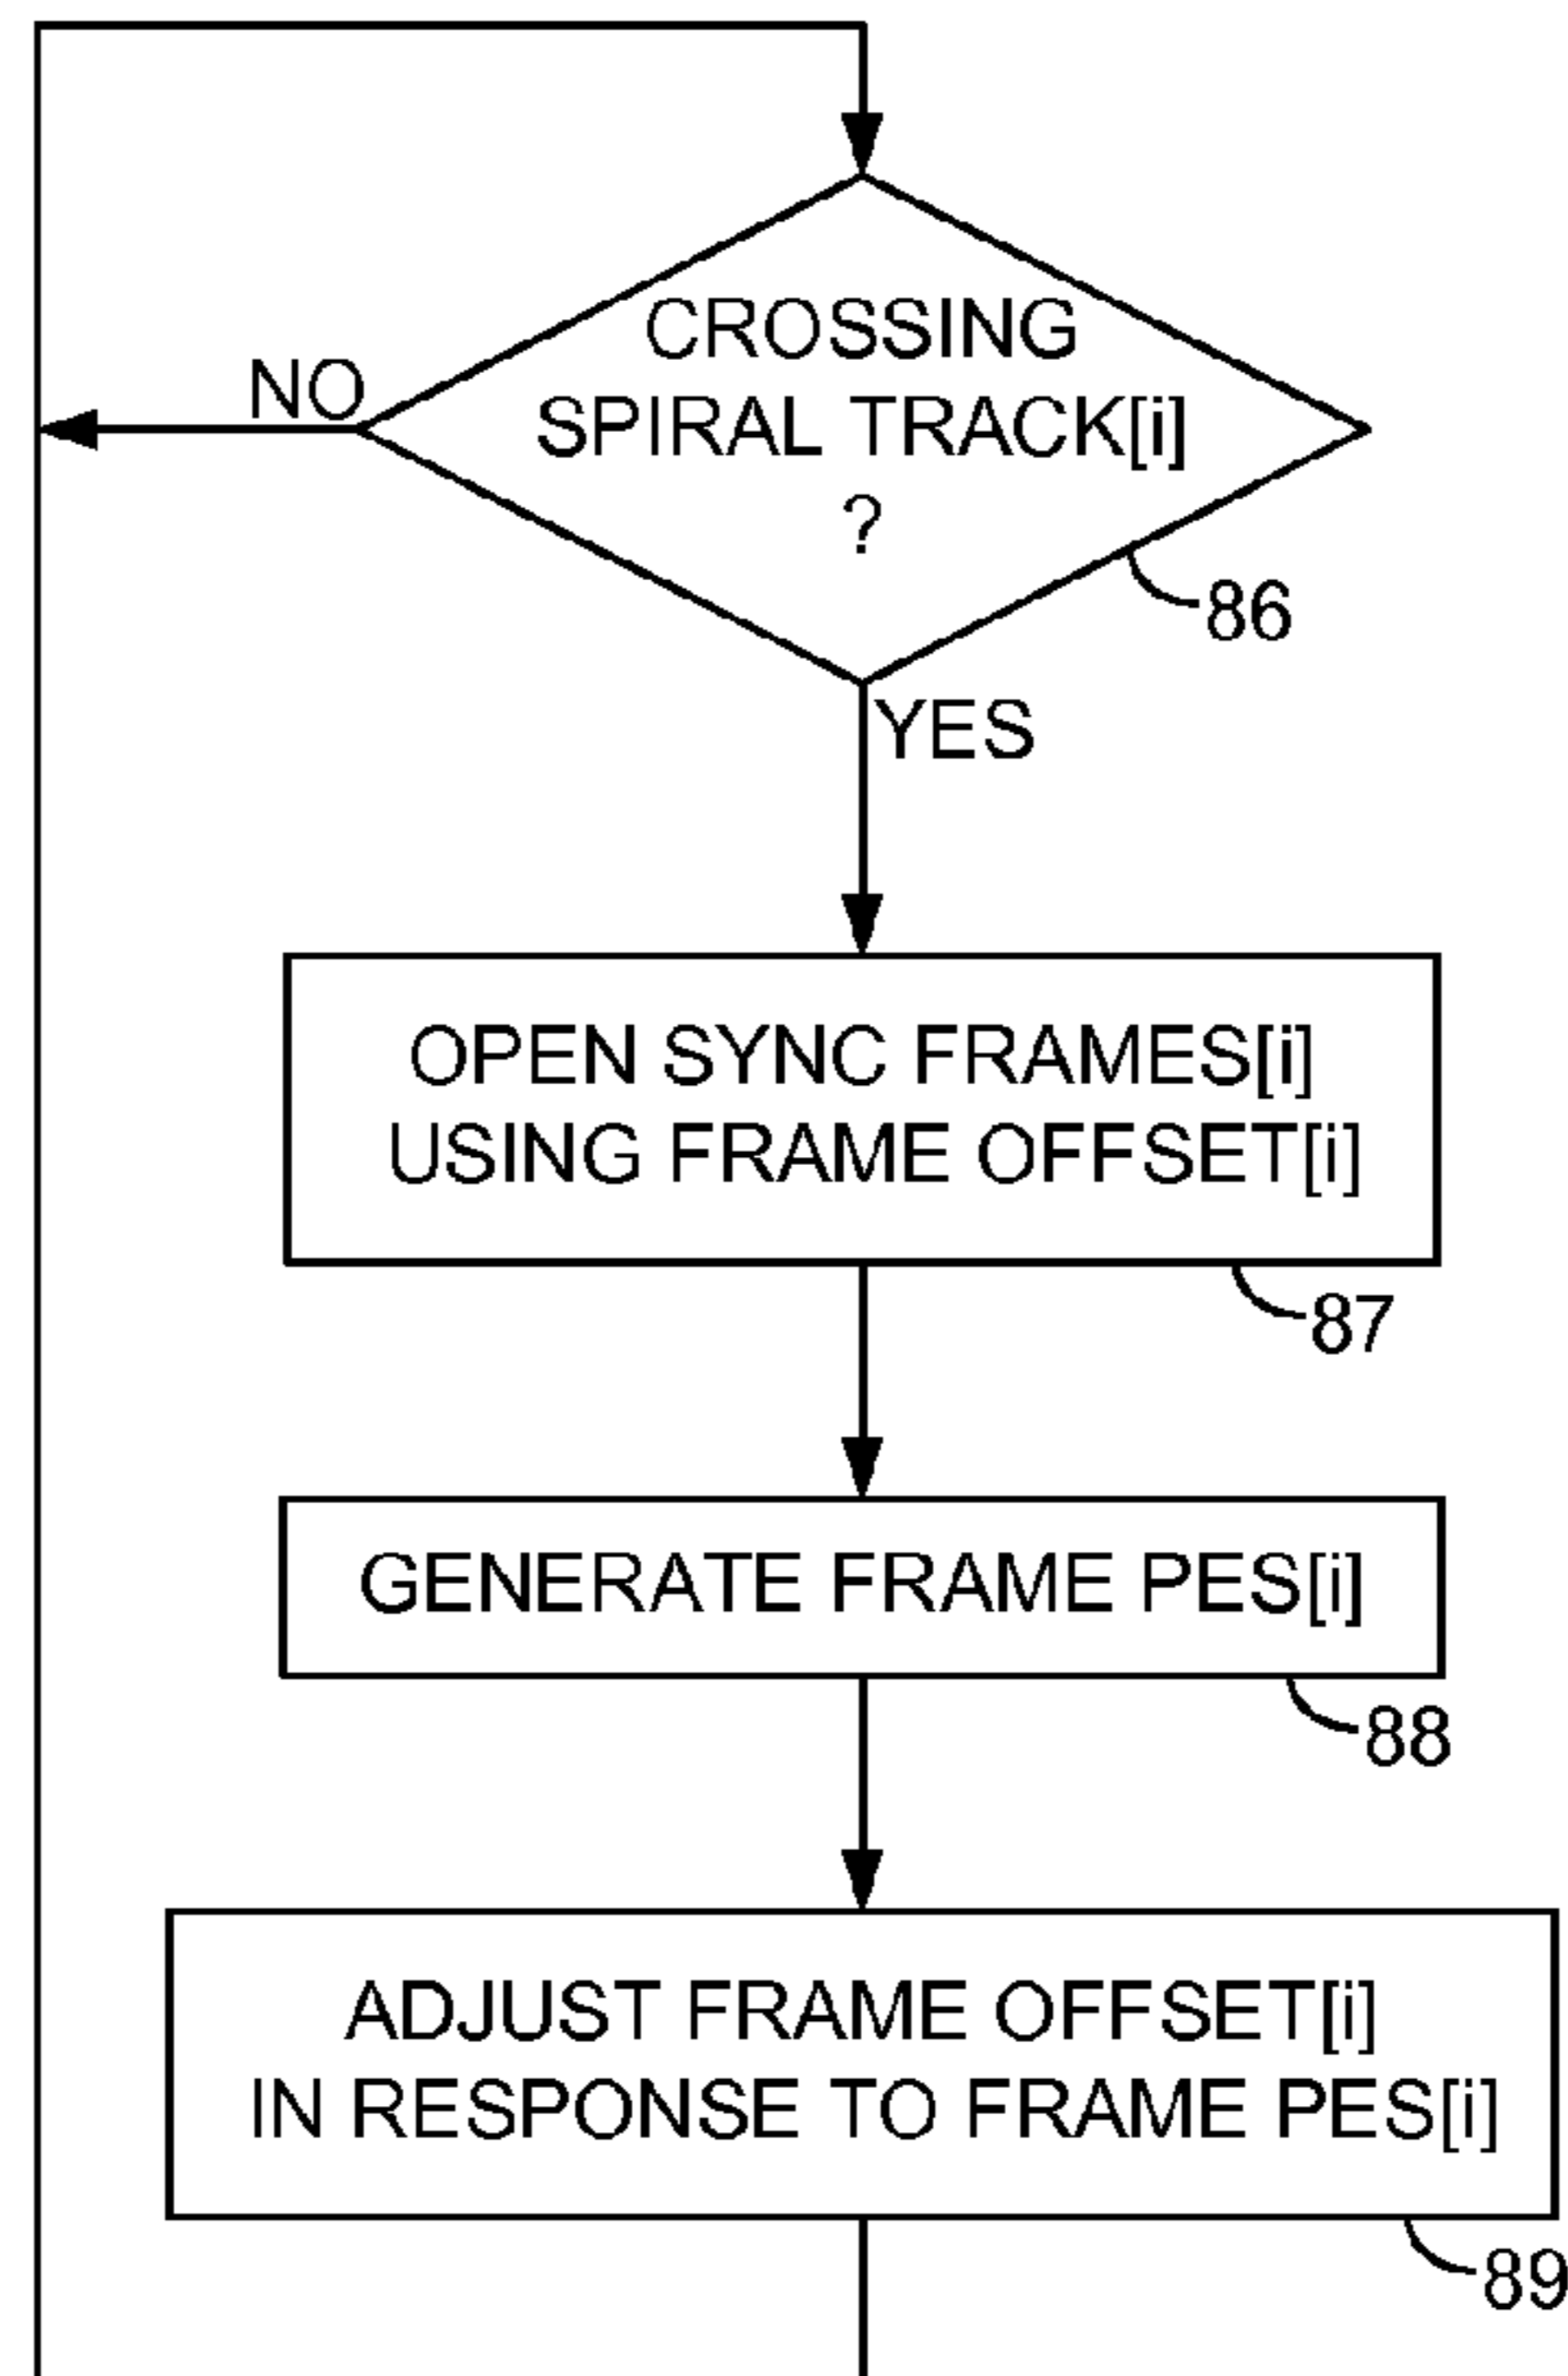 CROSSING
SPIRAL TRACK[i]
?
NO
86
YES
OPEN SYNC FRAMES[i]
USING FRAME OFFSET[i]
87
GENERATE FRAME PES[i]
88
ADJUST FRAME OFFSET[i]
IN RESPONSE TO FRAME PES[i]
89